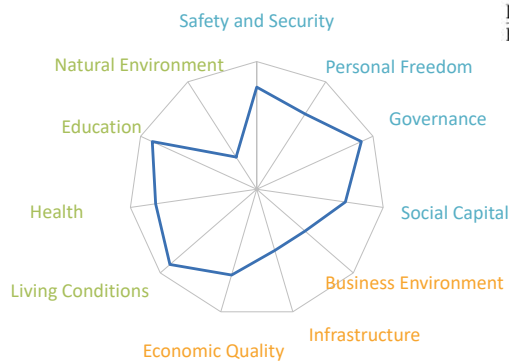 Safety and Security
Natural Environment
Personal Freedom
Education
Governance
Health
Social Capital
Living Conditions
Business Environment
Infrastructure
Economic Quality